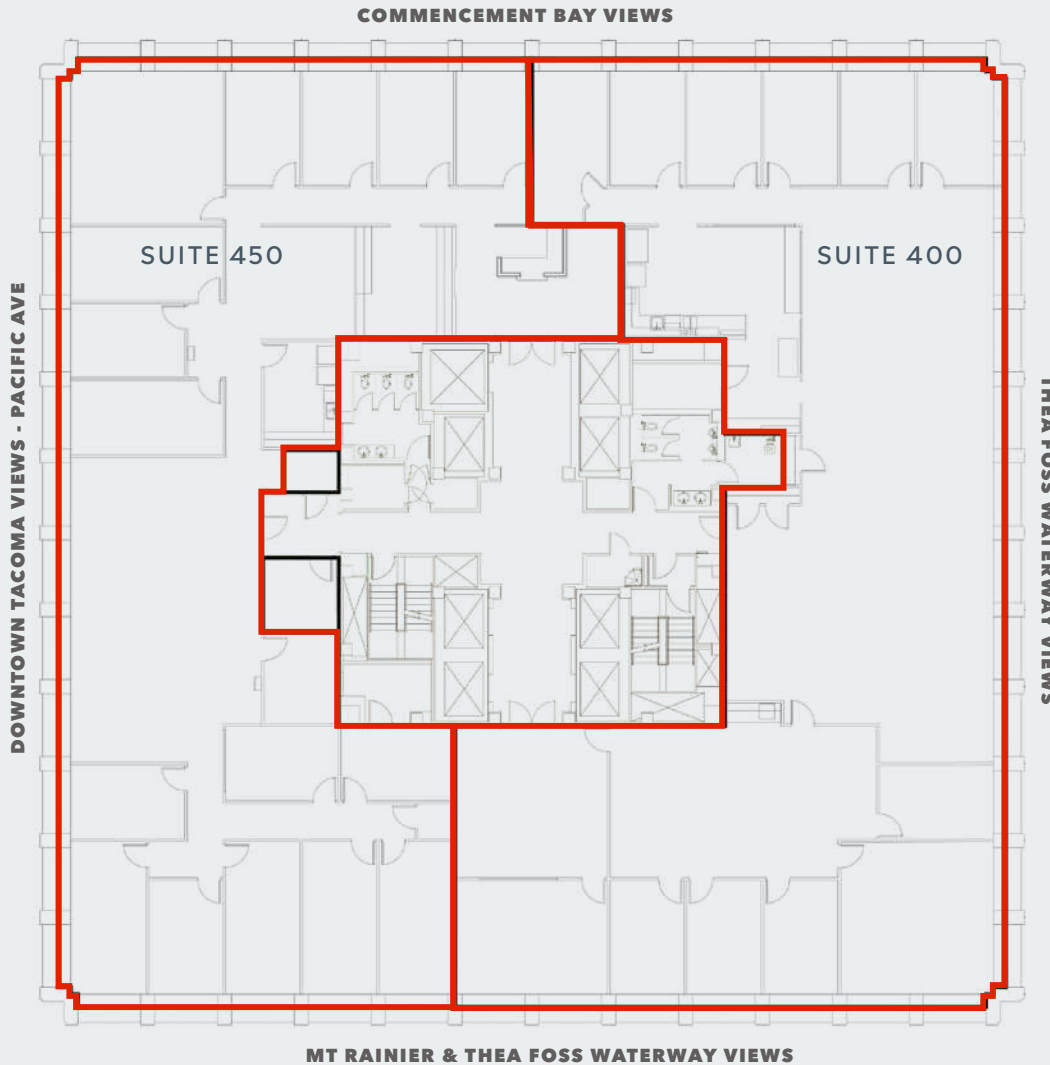 COMMENCEMENT BAY VIEWS
SUITE 450
SUITE 400
DOWNTOWN TACOMA VIEWS - PACIFIC AVE
THEA FOSS WATERWAY VIEWS
MT RAINIER & THEA FOSS WATERWAY VIEWS